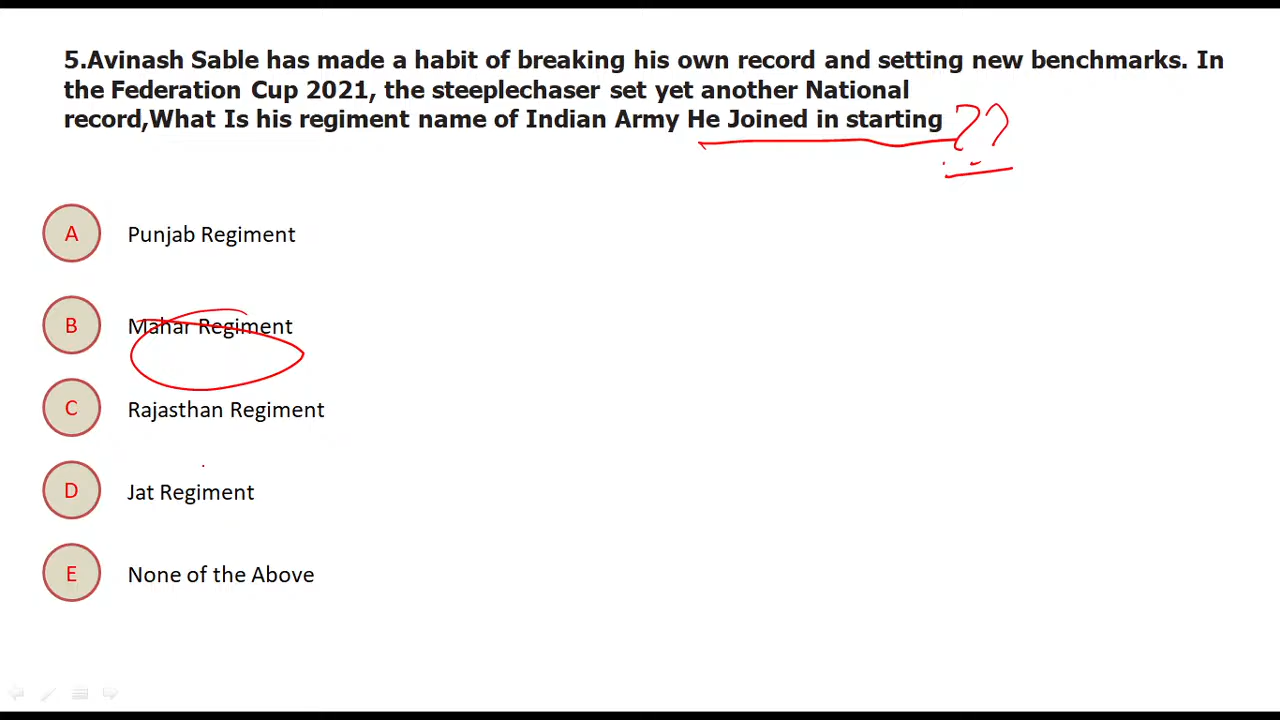 5.Avinash Sable has made a habit of breaking his own record and setting new benchmarks. In
the Federation Cup 2021, the steeplechaser set yet another National
record,What Is his regiment name of Indian Army He Joined in starting ??
A Punjab Regiment
B Mahar Regiment
C Rajasthan Regiment
D Jat Regiment
E None of the Above